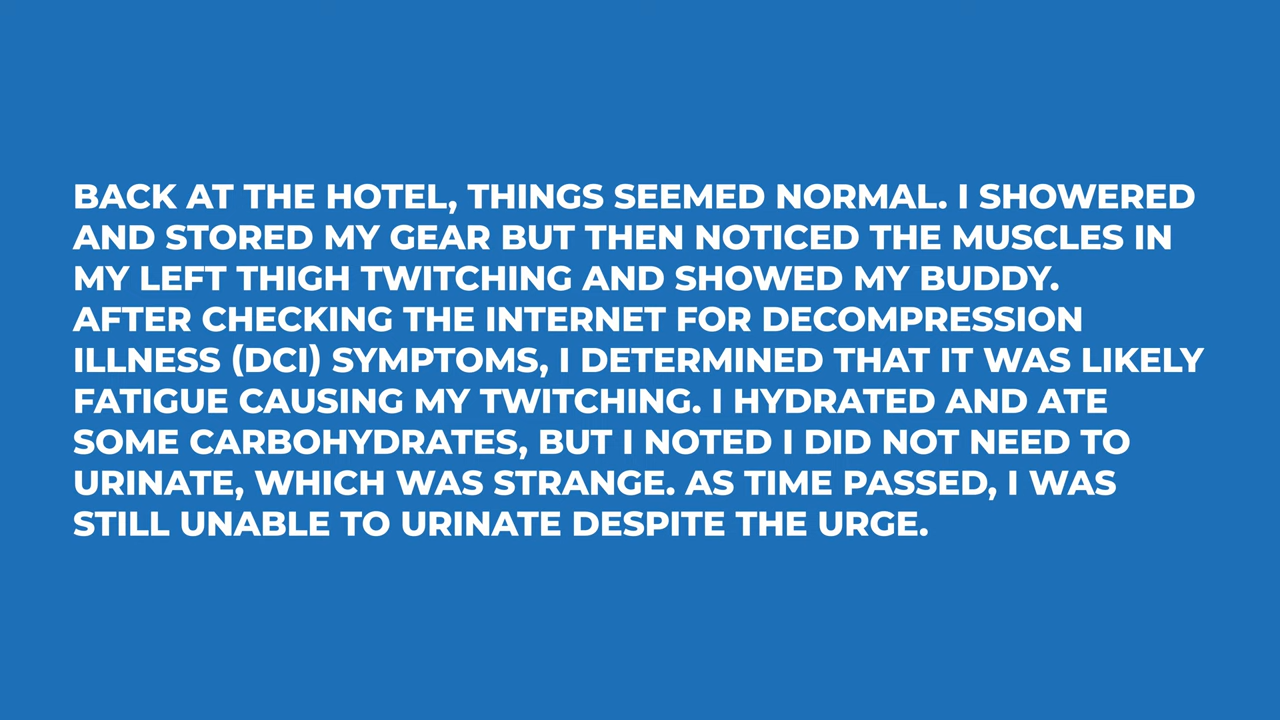 BACK AT THE HOTEL, THINGS SEEMED NORMAL. I SHOWERED
AND STORED MY GEAR BUT THEN NOTICED THE MUSCLES IN
MY LEFT THIGH TWITCHING AND SHOWED MY BUDDY.
AFTER CHECKING THE INTERNET FOR DECOMPRESSION
ILLNESS (DCI) SYMPTOMS, I DETERMINED THAT IT WAS LIKELY
FATIGUE CAUSING MY TWITCHING. I HYDRATED AND ATE
SOME CARBOHYDRATES, BUT I NOTED I DID NOT NEED TO
URINATE, WHICH WAS STRANGE. AS TIME PASSED, I WAS
STILL UNABLE TO URINATE DESPITE THE URGE.